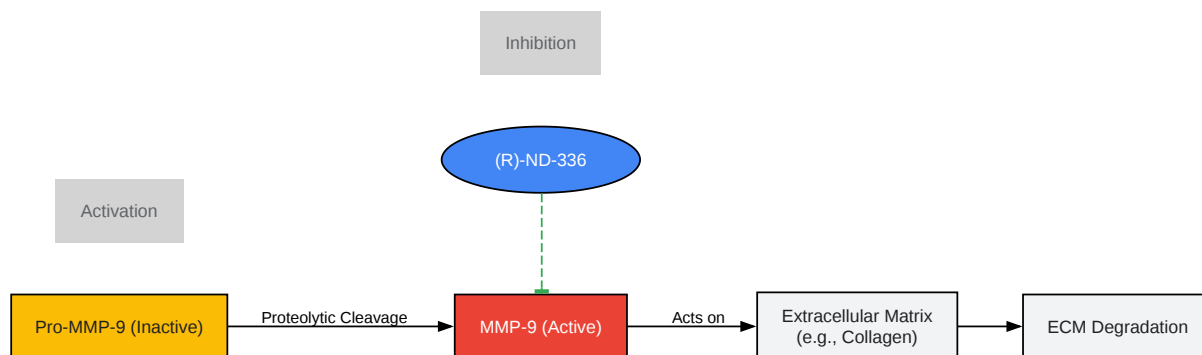 Inhibition
(R)-ND-336
Activation
Pro-MMP-9 (Inactive)
Proteolytic Cleavage
MMP-9 (Active)
Acts on
Extracellular Matrix
(e.g., Collagen)
ECM Degradation